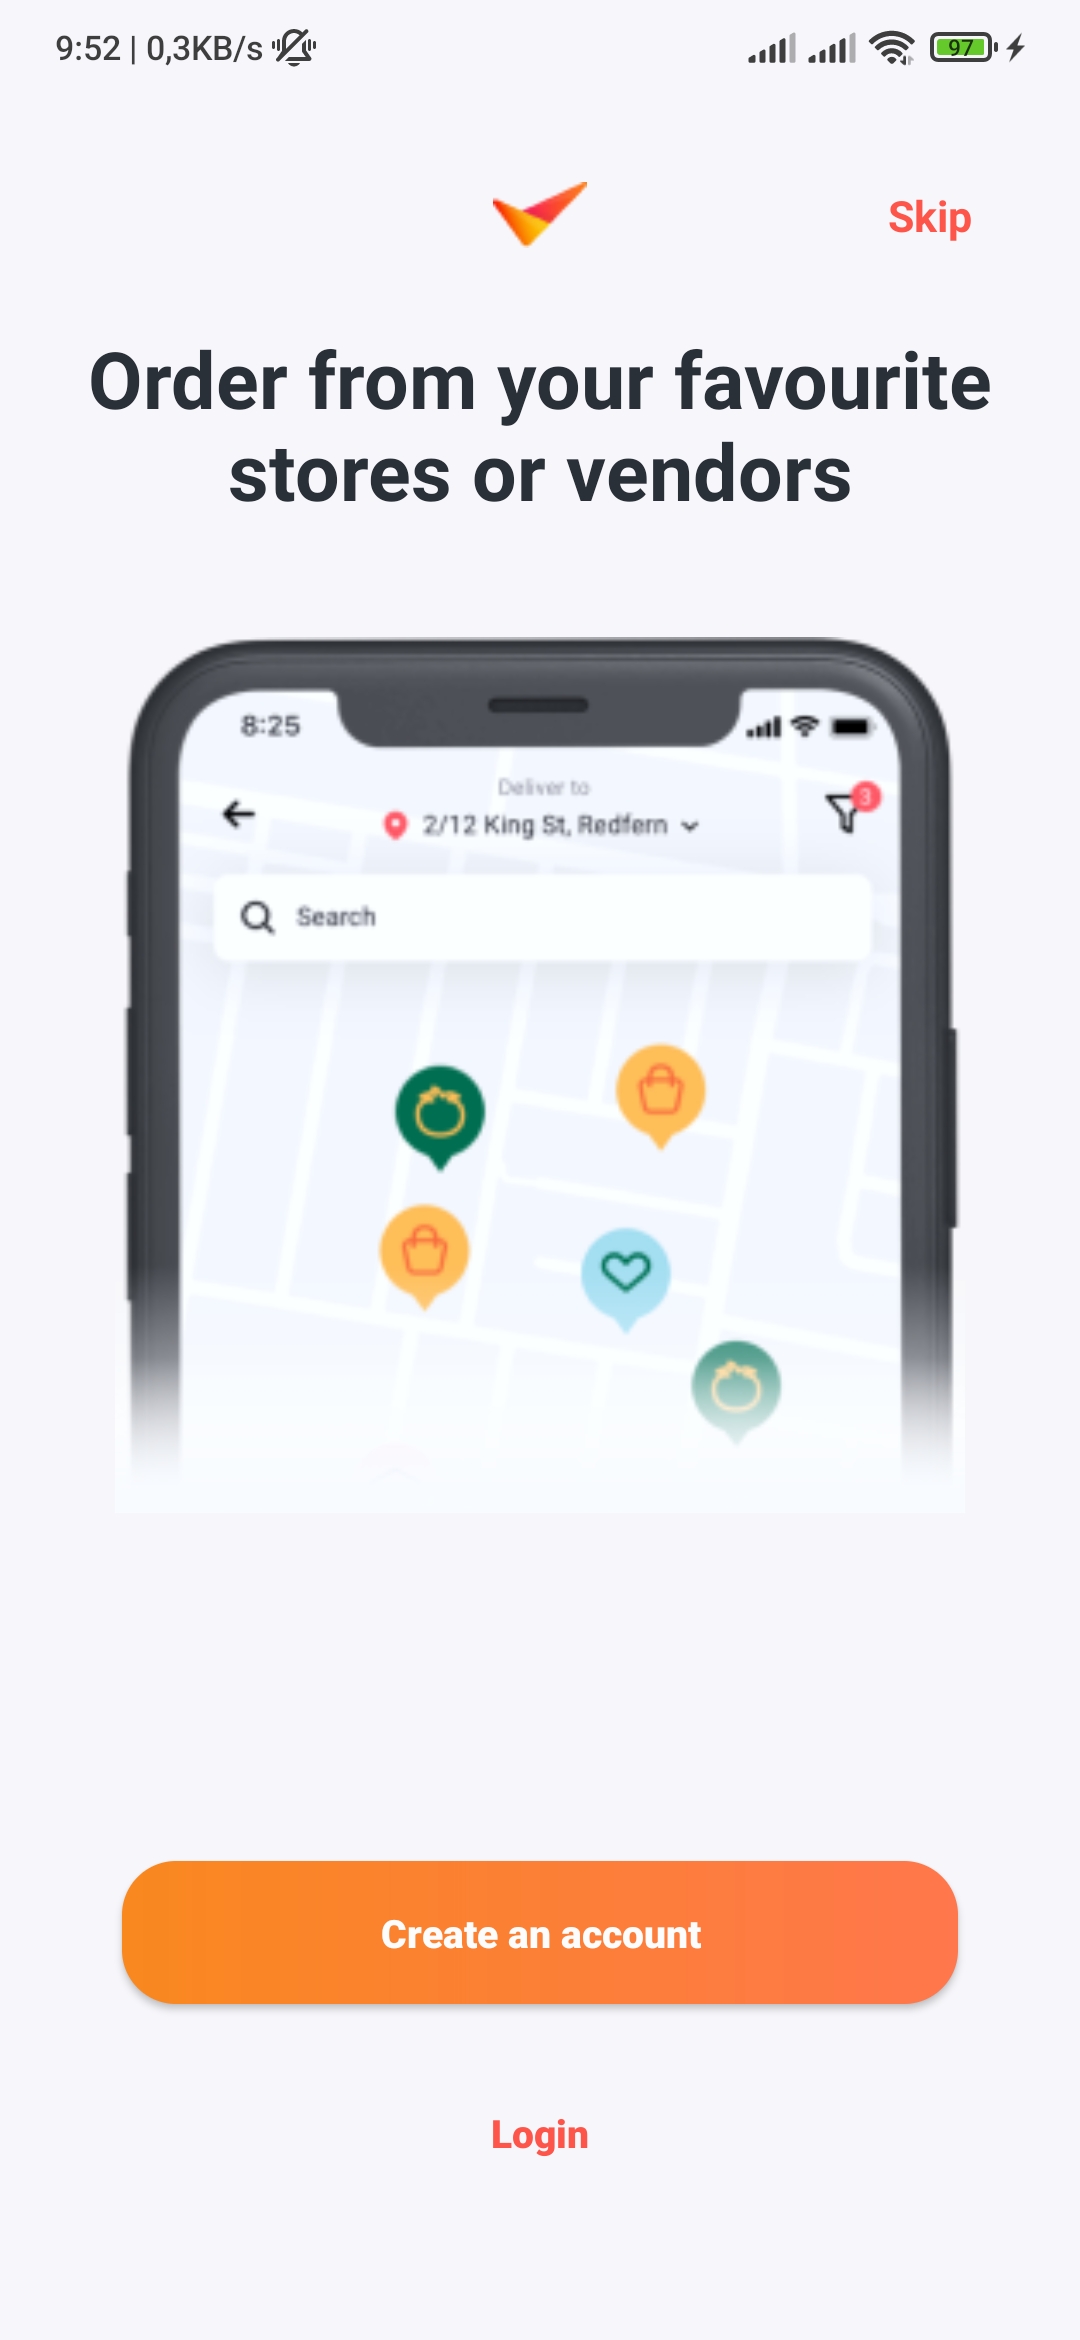 9:52 | 0,3KB/s
97
Skip
Order from your favourite
stores or vendors
8:25
Deliver to
3
2/12 King St, Redfern
Search
Create an account
Login